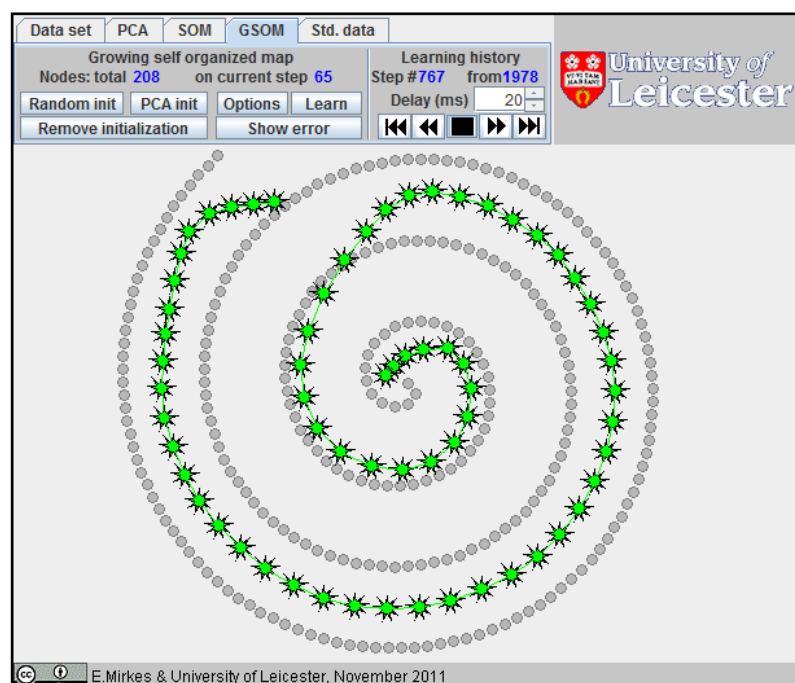 Data set PCA SOM GSOM Std. data
Growing self organized map
Nodes: total 208 on current step 65
Random init PCA init Options Learn
Remove initialization Show error
Learning history
Step #767 from1978
Delay (ms) 20
University of
Leicester
E.Mirkes & University of Leicester, November 2011